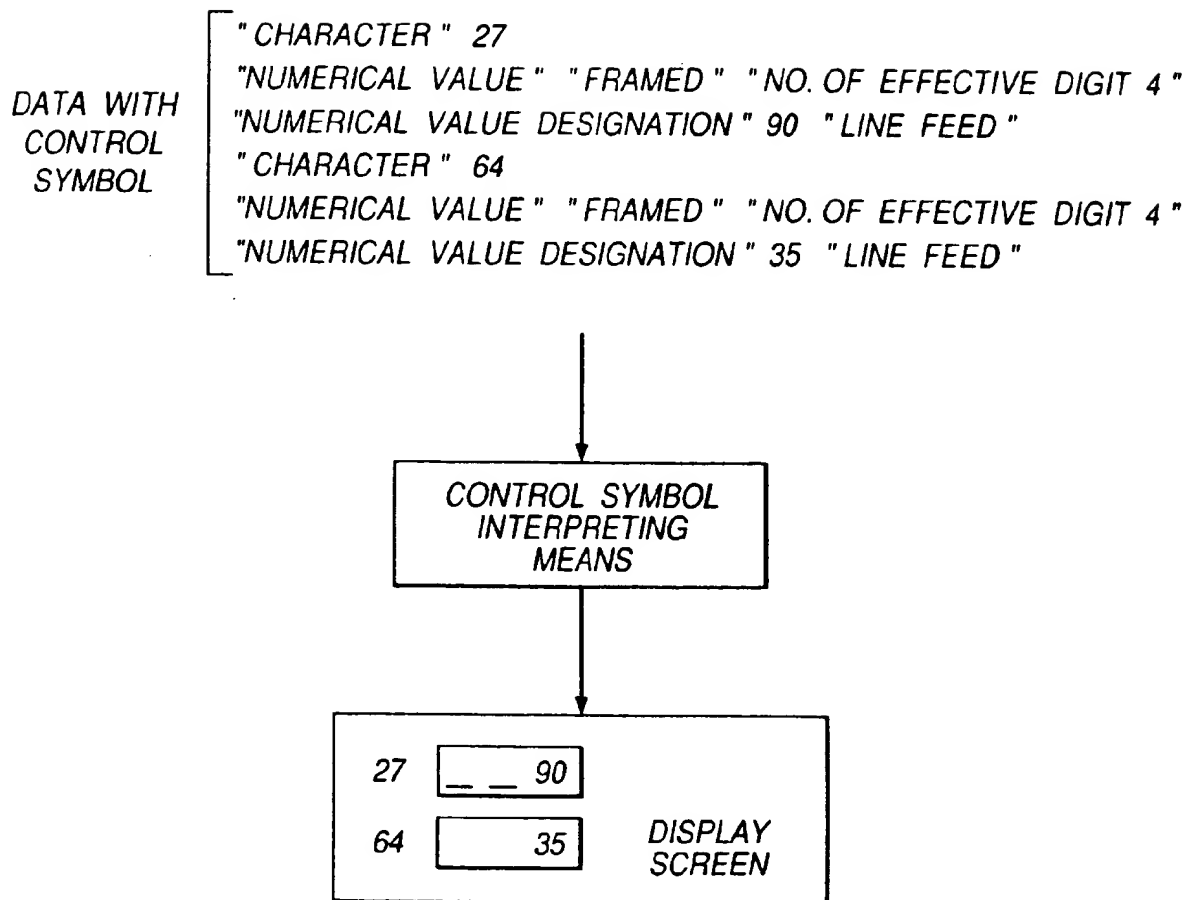 DATA WITH
CONTROL
SYMBOL
"CHARACTER" 27
"NUMERICAL VALUE" "FRAMED" "NO. OF EFFECTIVE DIGIT 4"
"NUMERICAL VALUE DESIGNATION" 90 "LINE FEED"
"CHARACTER" 64
"NUMERICAL VALUE" "FRAMED" "NO. OF EFFECTIVE DIGIT 4"
"NUMERICAL VALUE DESIGNATION" 35 "LINE FEED"
CONTROL SYMBOL
INTERPRETING
MEANS
27 _ _ 90
64 35
DISPLAY
SCREEN